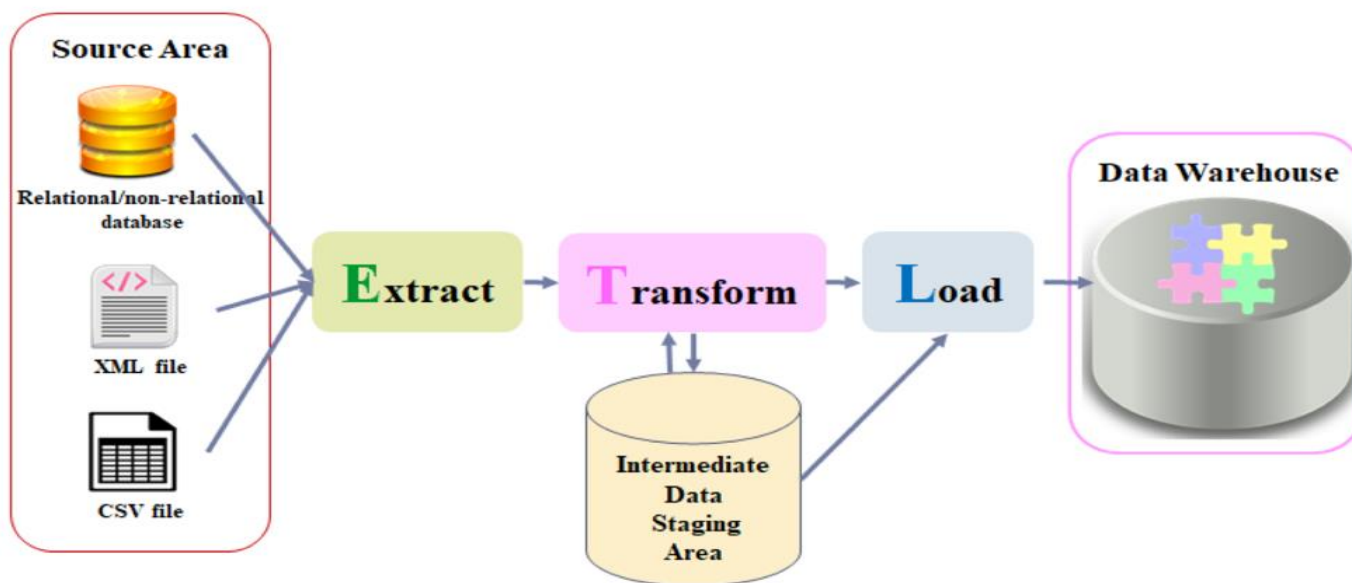 Source Area
Relational/non-relational
database
</>
XML file
CSV file
Extract
Transform
Load
Intermediate
Data
Staging
Area
Data Warehouse